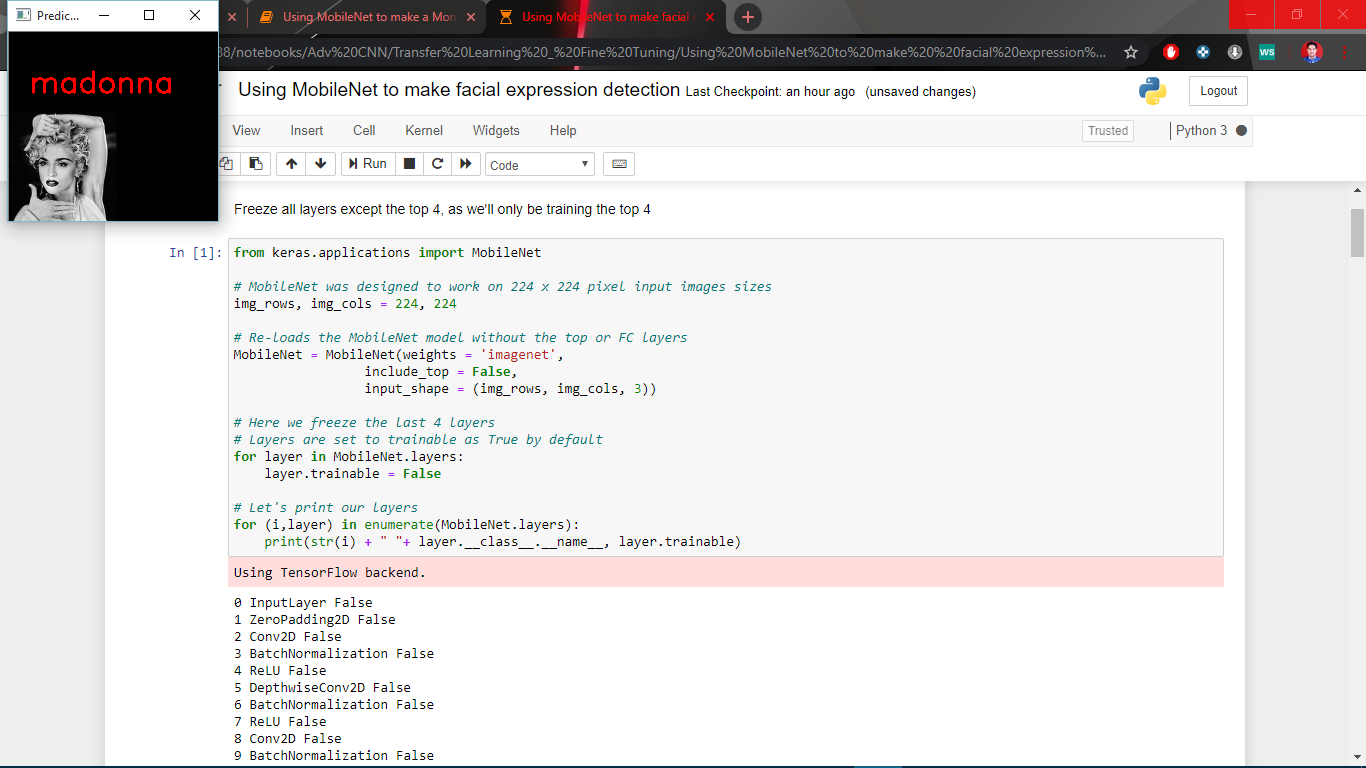 Predic...
madonna
Using MobileNet to make a Mon
Using MobileNet to make facial
38/notebooks/Adv%20CNN/Transfer%20Learning%20_%20Fine%20Tuning/Using%20MobileNet%20to%20make%20%20facial%20expression%...
WS
Using MobileNet to make facial expression detection Last Checkpoint: an hour ago (unsaved changes)
Logout
View Insert Cell Kernel Widgets Help
Trusted
Python 3
Run
Code
Freeze all layers except the top 4, as we'll only be training the top 4
In [1]:
from keras.applications import MobileNet
# MobileNet was designed to work on 224 x 224 pixel input images sizes
img_rows, img_cols = 224, 224
# Re-loads the MobileNet model without the top or FC layers
MobileNet = MobileNet(weights = 'imagenet',
include_top = False,
input_shape = (img_rows, img_cols, 3))
# Here we freeze the last 4 layers
# Layers are set to trainable as True by default
for layer in MobileNet.layers:
layer.trainable = False
# Let's print our layers
for (i,layer) in enumerate(MobileNet.layers):
print(str(i) + " "+ layer.__class__.__name__, layer.trainable)
Using TensorFlow backend.
0 InputLayer False
1 ZeroPadding2D False
2 Conv2D False
3 BatchNormalization False
4 ReLU False
5 DepthwiseConv2D False
6 BatchNormalization False
7 ReLU False
8 Conv2D False
9 BatchNormalization False